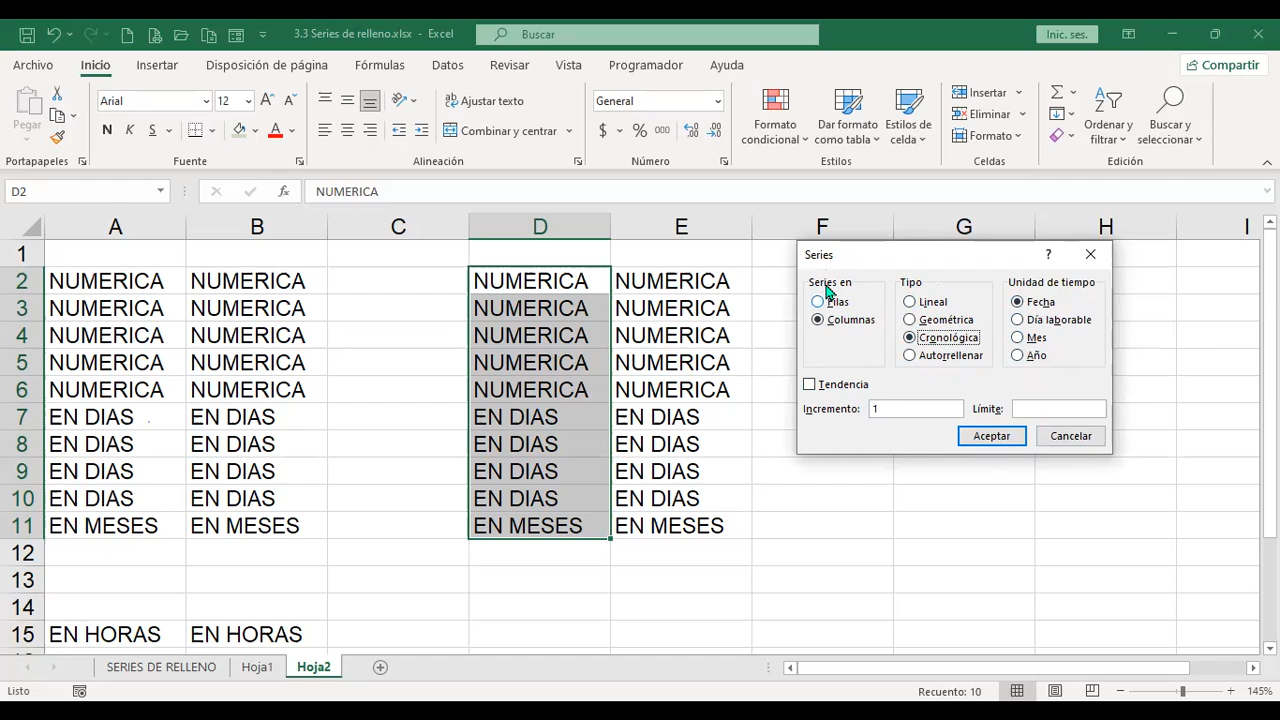 3.3 Series de relleno.xlsx - Excel
Buscar
Inic. ses.
Archivo Inicio Insertar Disposición de página Fórmulas Datos Revisar Vista Programador Ayuda
Compartir
Pegar
Arial 12
N K S
Ajustar texto
Combinar y centrar
General
$ % 000
Formato condicional
Dar formato como tabla
Estilos de celda
Insertar
Eliminar
Formato
Ordenar y filtrar
Buscar y seleccionar
Portapapeles Fuente Alineación Número Estilos Celdas Edición
D2 fx NUMERICA
A B C D E F G H I
1
2 NUMERICA NUMERICA NUMERICA NUMERICA
3 NUMERICA NUMERICA NUMERICA NUMERICA
4 NUMERICA NUMERICA NUMERICA NUMERICA
5 NUMERICA NUMERICA NUMERICA NUMERICA
6 NUMERICA NUMERICA NUMERICA NUMERICA
7 EN DIAS EN DIAS EN DIAS EN DIAS
8 EN DIAS EN DIAS EN DIAS EN DIAS
9 EN DIAS EN DIAS EN DIAS EN DIAS
10 EN DIAS EN DIAS EN DIAS EN DIAS
11 EN MESES EN MESES EN MESES EN MESES
12
13
14
15 EN HORAS EN HORAS
Series ?
Series en Tipo Unidad de tiempo
Filas Lineal Fecha
Columnas Geométrica Día laborable
Cronológica Mes
Autorrellenar Año
Tendencia
Incremento: 1 Límite:
Aceptar Cancelar
SERIES DE RELLENO Hoja1 Hoja2
Listo Recuento: 10 145%